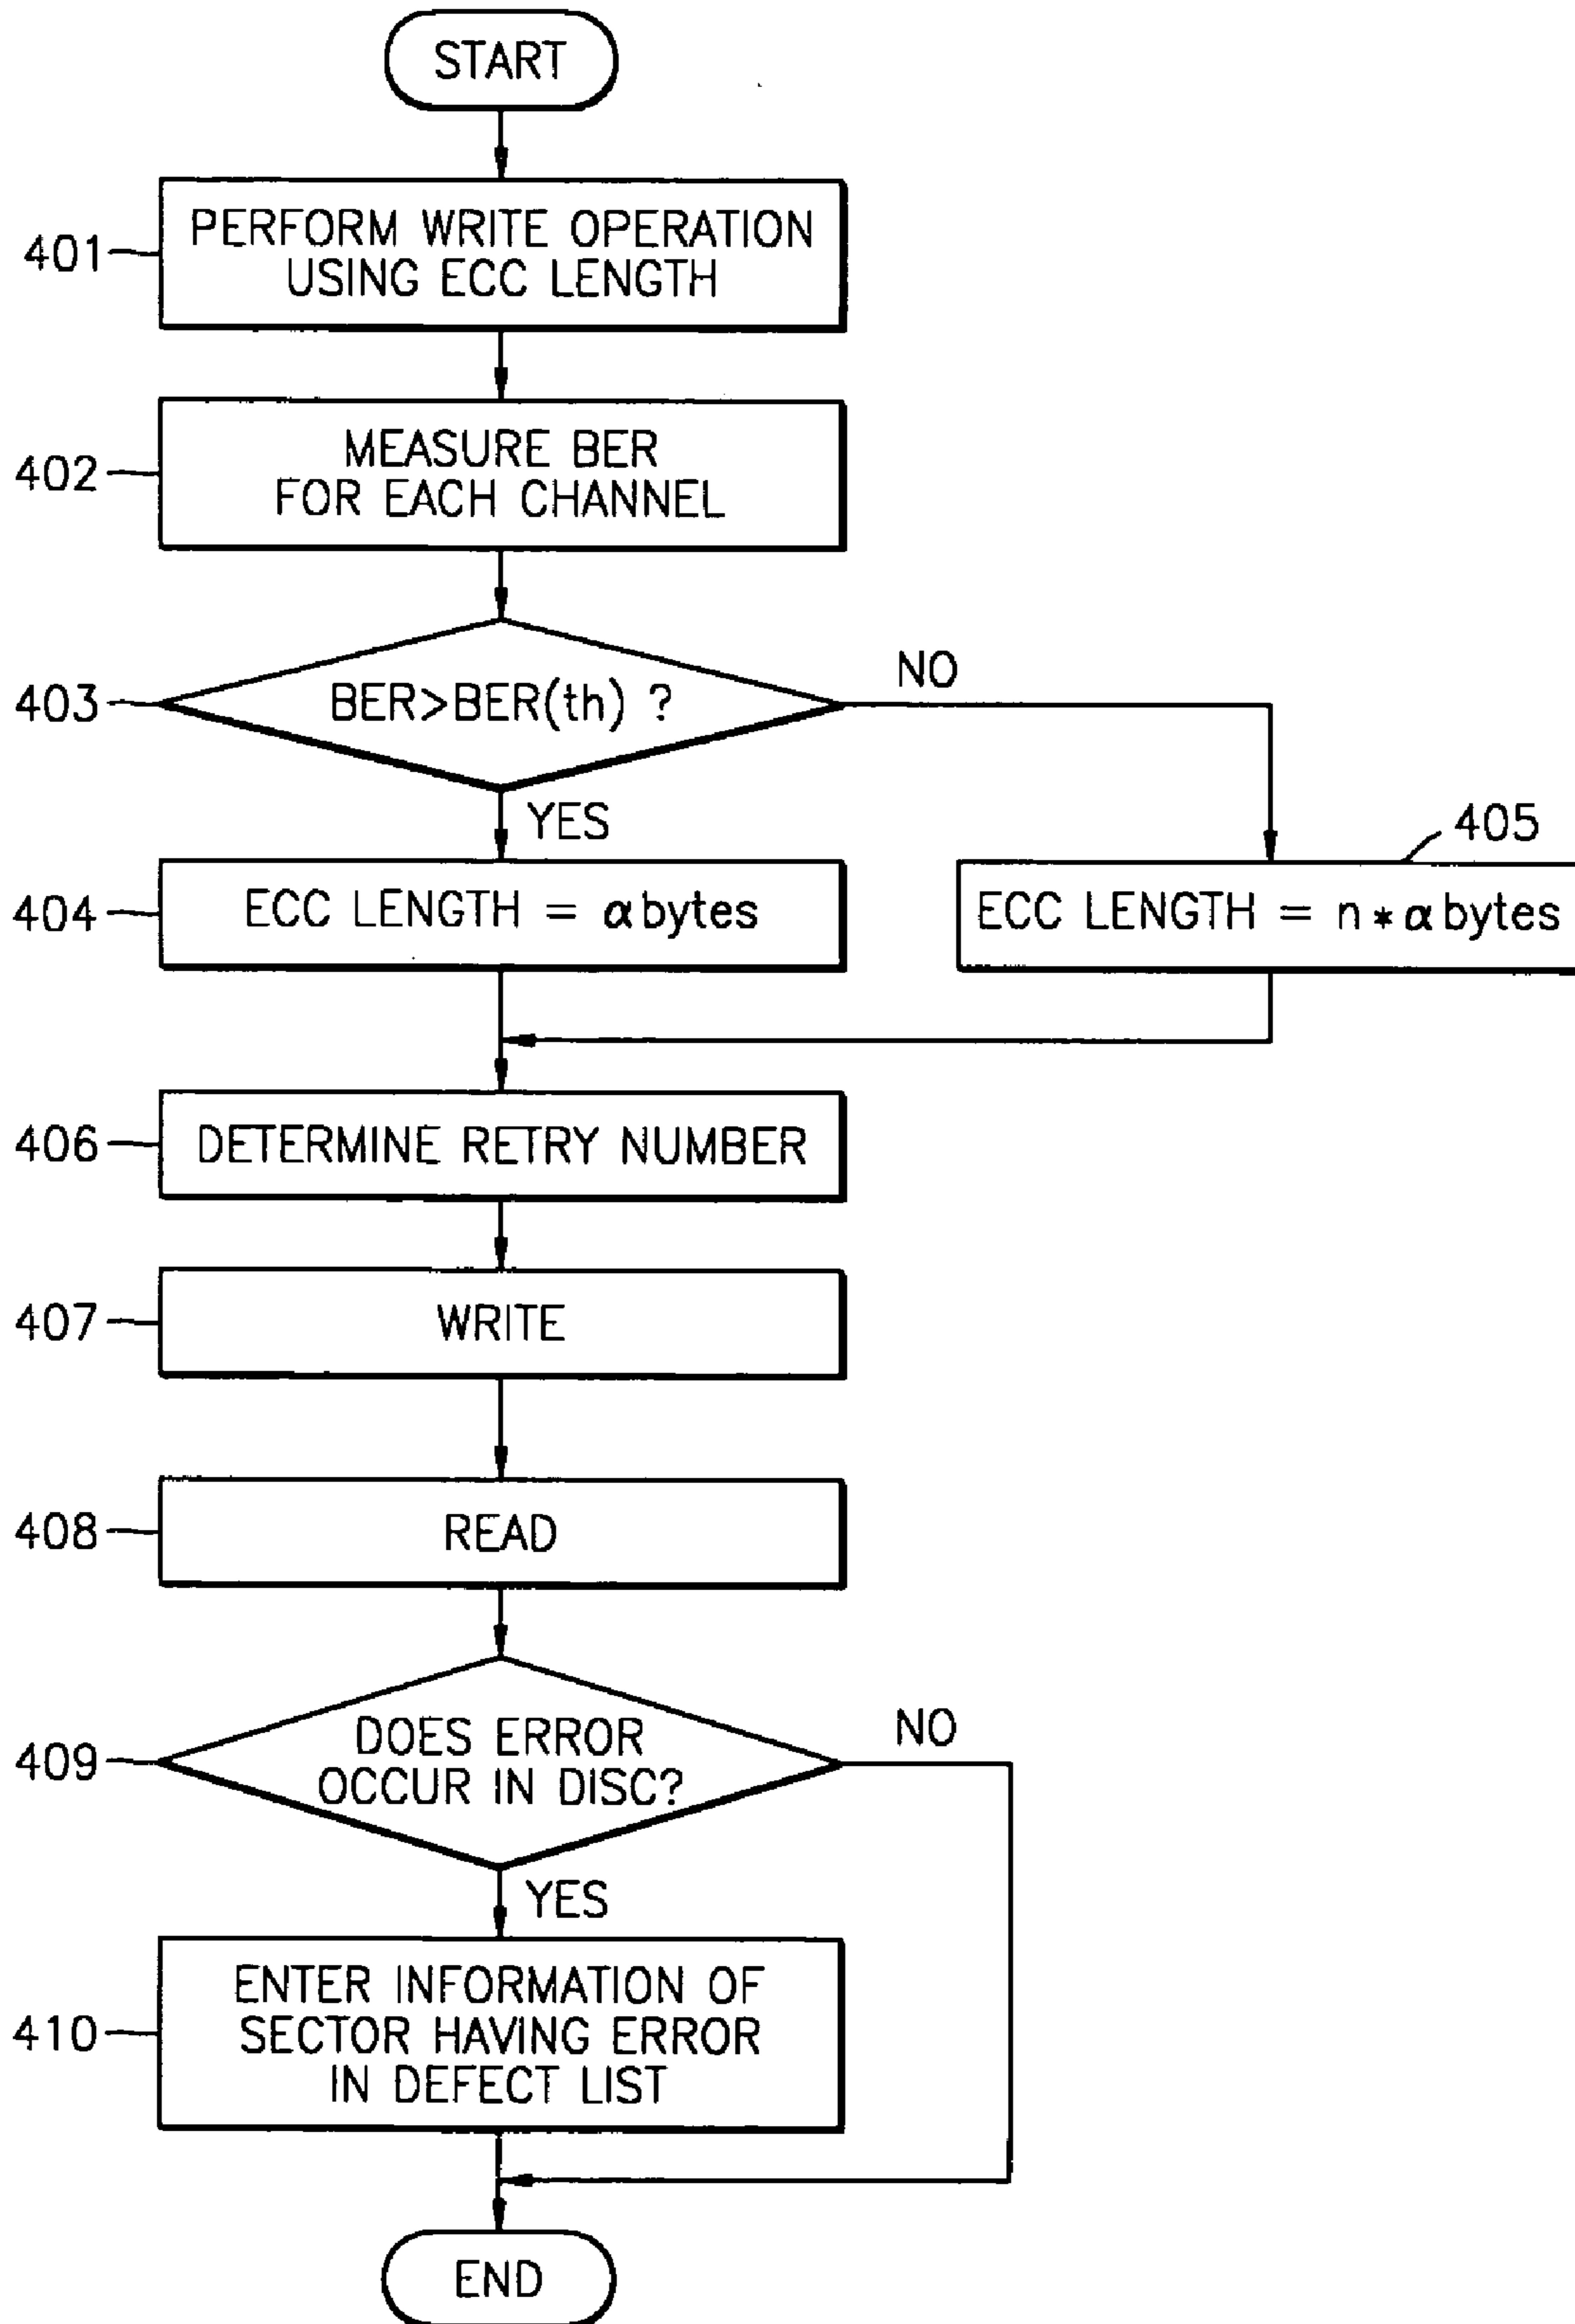 START
401
PERFORM WRITE OPERATION
USING ECC LENGTH
402
MEASURE BER
FOR EACH CHANNEL
403
BER>BER(th) ?
NO
YES
404
ECC LENGTH = α bytes
405
ECC LENGTH = n * α bytes
406
DETERMINE RETRY NUMBER
407
WRITE
408
READ
409
DOES ERROR
OCCUR IN DISC?
NO
YES
410
ENTER INFORMATION OF
SECTOR HAVING ERROR
IN DEFECT LIST
END